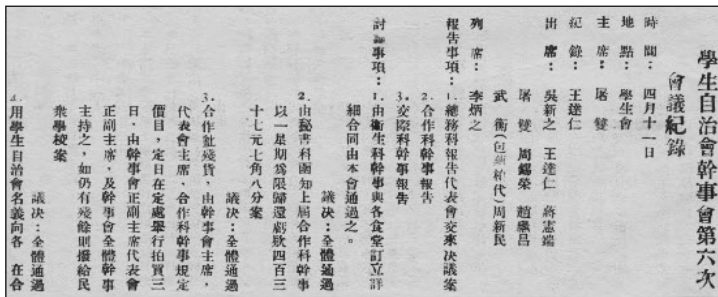 學生自治會幹事會第六次
會議紀錄
時間：四月十一日
地點：學生會
主席：屠雙
紀錄：王達仁
出席：吳新之 王達仁 蔣憲端
屠雙 周錫榮 趙　昌
武衡(包　柏代)周新民
列席：李炳之
報告事項：1.總務科報告代表會交來決議案
2.合作科幹事報告
3.交際科幹事報告
討論事項：1.由衛生科幹事與各食堂訂立詳
細合同由本會通過之。
議決：全體通過
2.由秘書科函知上屆合作科幹事
以一星期為限歸還虧欵四百三
十七元七角八分案
議決：全體通過
3.合作社殘貨，由幹事會主席，
代表會主席、合作科幹事規定
價目，定日在定處舉行拍買三
日，由幹事會正副主席代表會
正副主席，及幹事會全體幹事
主持之，如仍有殘餘則撥給民
眾學校案
議決：全體通過
4.用學生自治會名義向各 在合